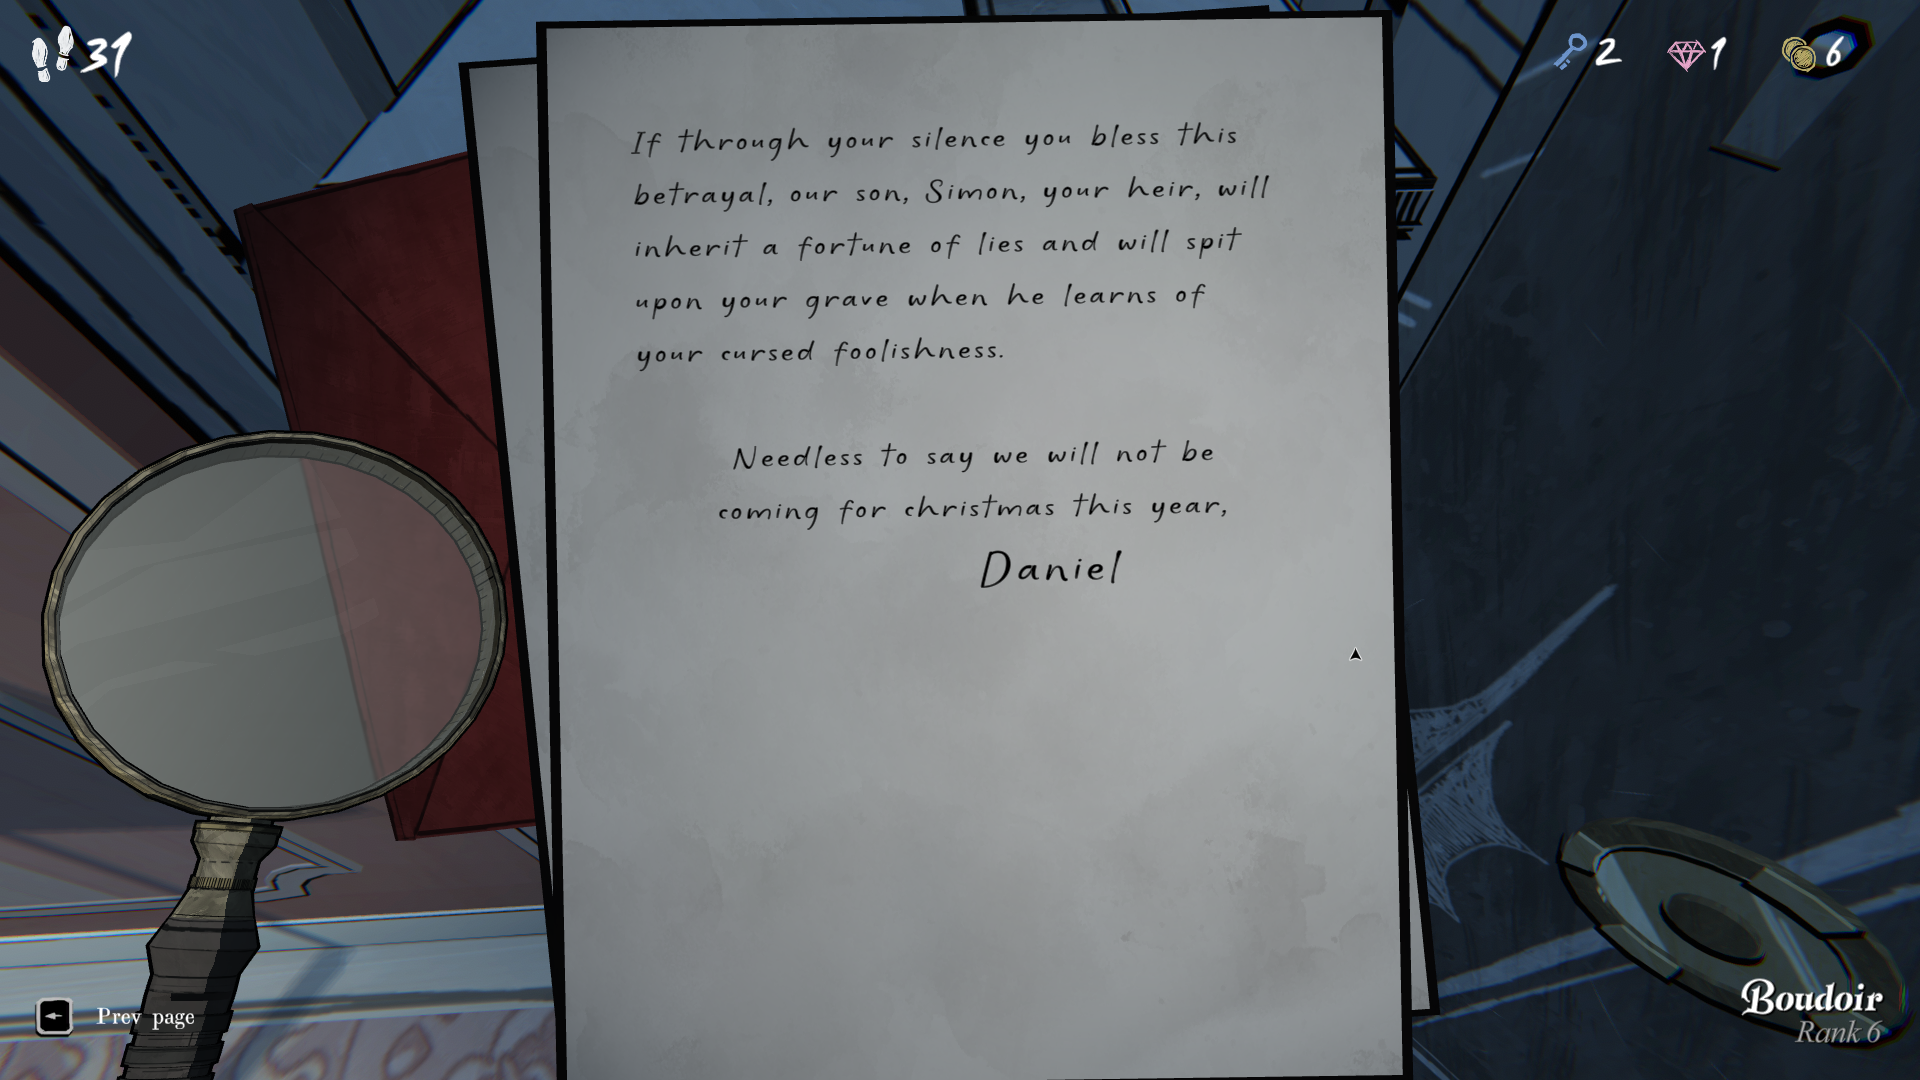 31
2
1
6
If through your silence you bless this
betrayal, our son, Simon, your heir, will
inherit a fortune of lies and will spit
upon your grave when he learns of
your cursed foolishness.
Needless to say we will not be
coming for christmas this year,
Daniel
Prev page
Boudoir
Rank 6